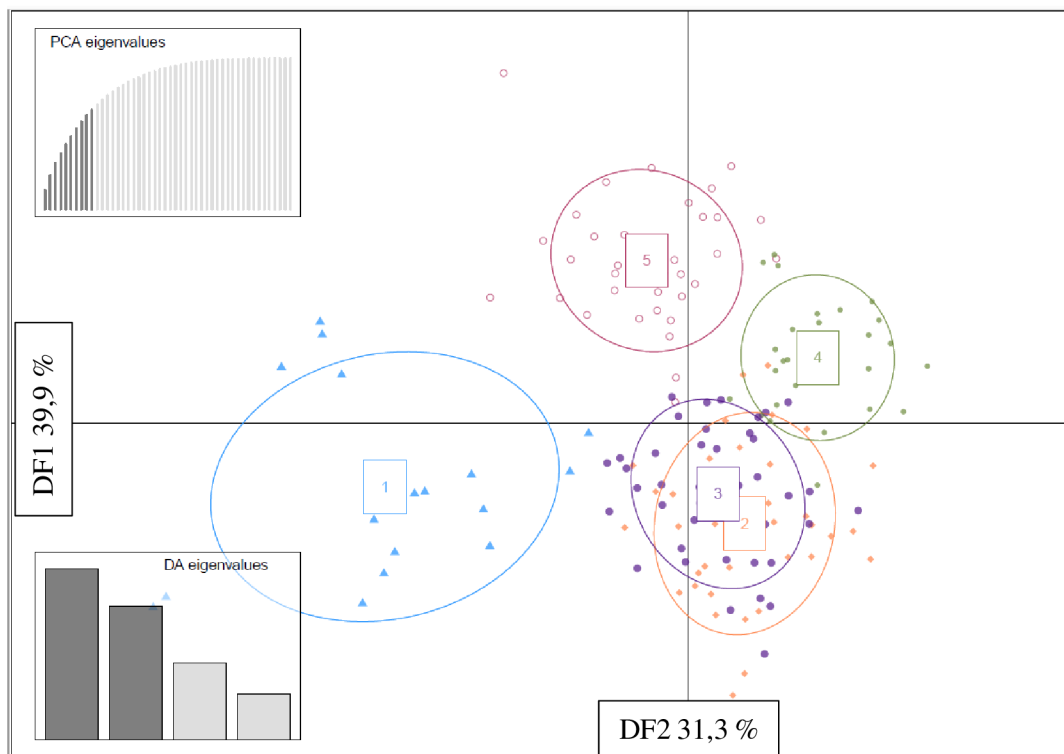 PCA eigenvalues
5
4
DF1 39,9 %
1
3
2
DA eigenvalues
DF2 31,3 %